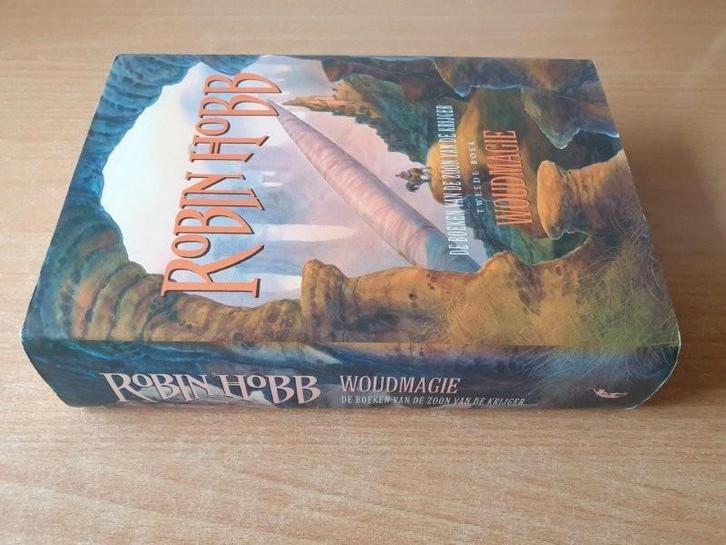 ROBIN HOBB
DE BOEKEN VAN DE ZOON VAN DE KRIJGER
TWEEDE BOEK
WOUDMAGIE
ROBIN HOBB WOUDMAGIE
DE BOEKEN VAN DE ZOON VAN DE KRIJGER